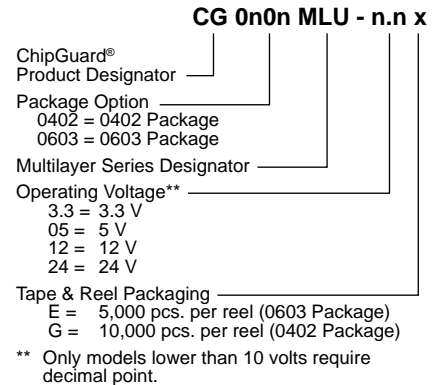 CG 0n0n MLU - n.n x
ChipGuard®
Product Designator
Package Option
0402 = 0402 Package
0603 = 0603 Package
Multilayer Series Designator
Operating Voltage**
3.3 = 3.3 V
05 = 5 V
12 = 12 V
24 = 24 V
Tape & Reel Packaging
E = 5,000 pcs. per reel (0603 Package)
G = 10,000 pcs. per reel (0402 Package)
** Only models lower than 10 volts require
decimal point.